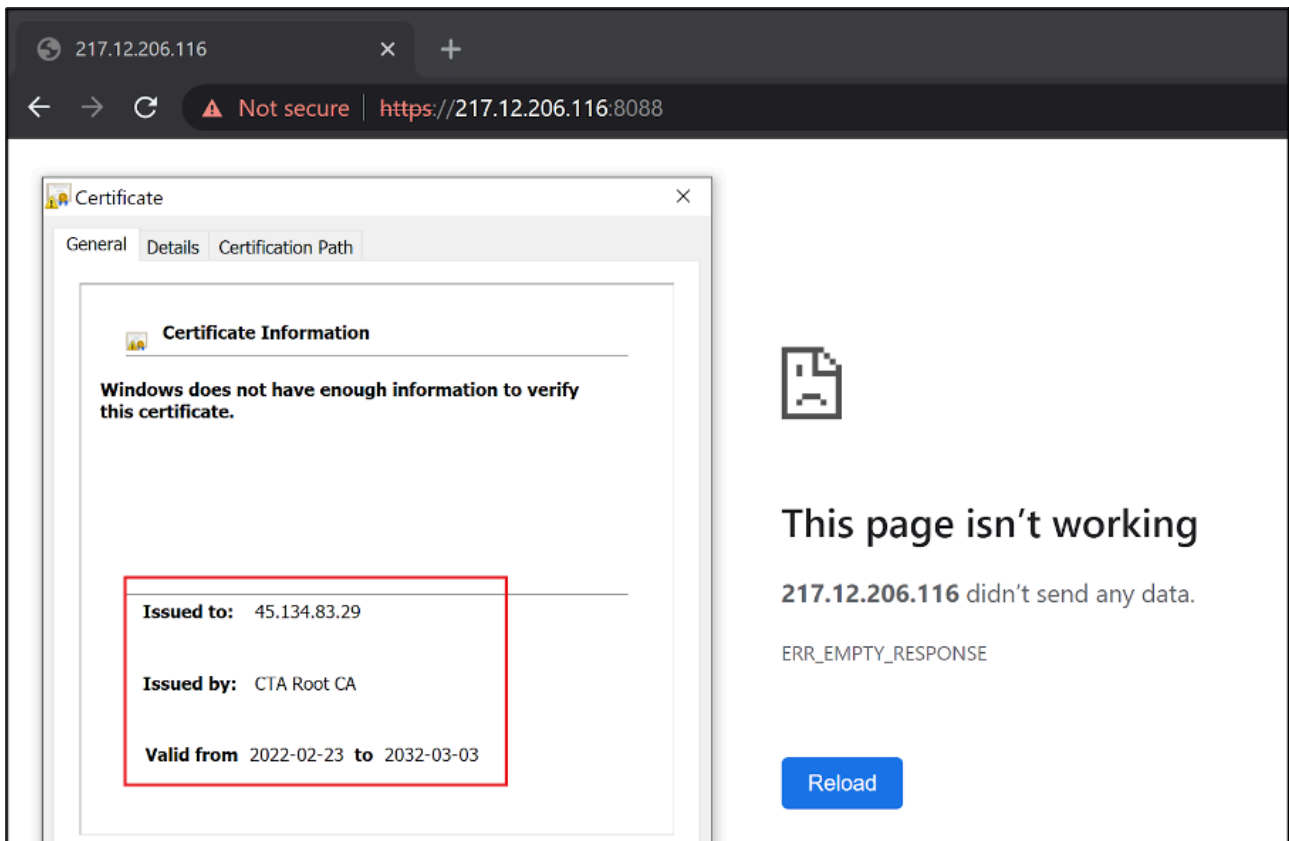 217.12.206.116
Not secure https://217.12.206.116:8088
Certificate
General Details Certification Path
Certificate Information
Windows does not have enough information to verify
this certificate.
Issued to: 45.134.83.29
Issued by: CTA Root CA
Valid from 2022-02-23 to 2032-03-03
This page isn’t working
217.12.206.116 didn’t send any data.
ERR_EMPTY_RESPONSE
Reload